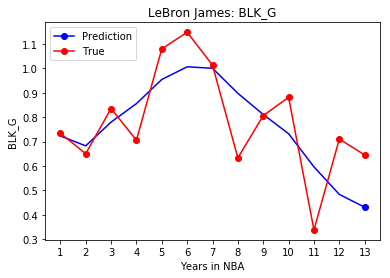 LeBron James: BLK_G
Prediction
True
BLK_G
1.1
1.0
0.9
0.8
0.7
0.6
0.5
0.4
0.3
1 2 3 4 5 6 7 8 9 10 11 12 13
Years in NBA